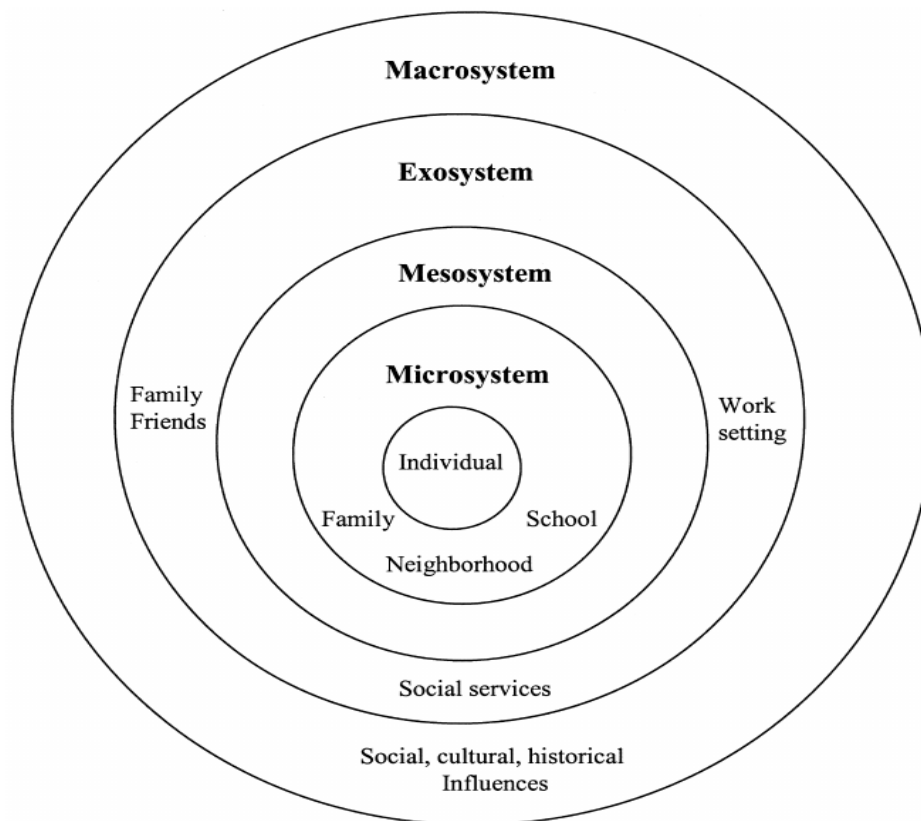 Macrosystem
Exosystem
Mesosystem
Microsystem
Family
Friends
Work
setting
Individual
Family
School
Neighborhood
Social services
Social, cultural, historical
Influences